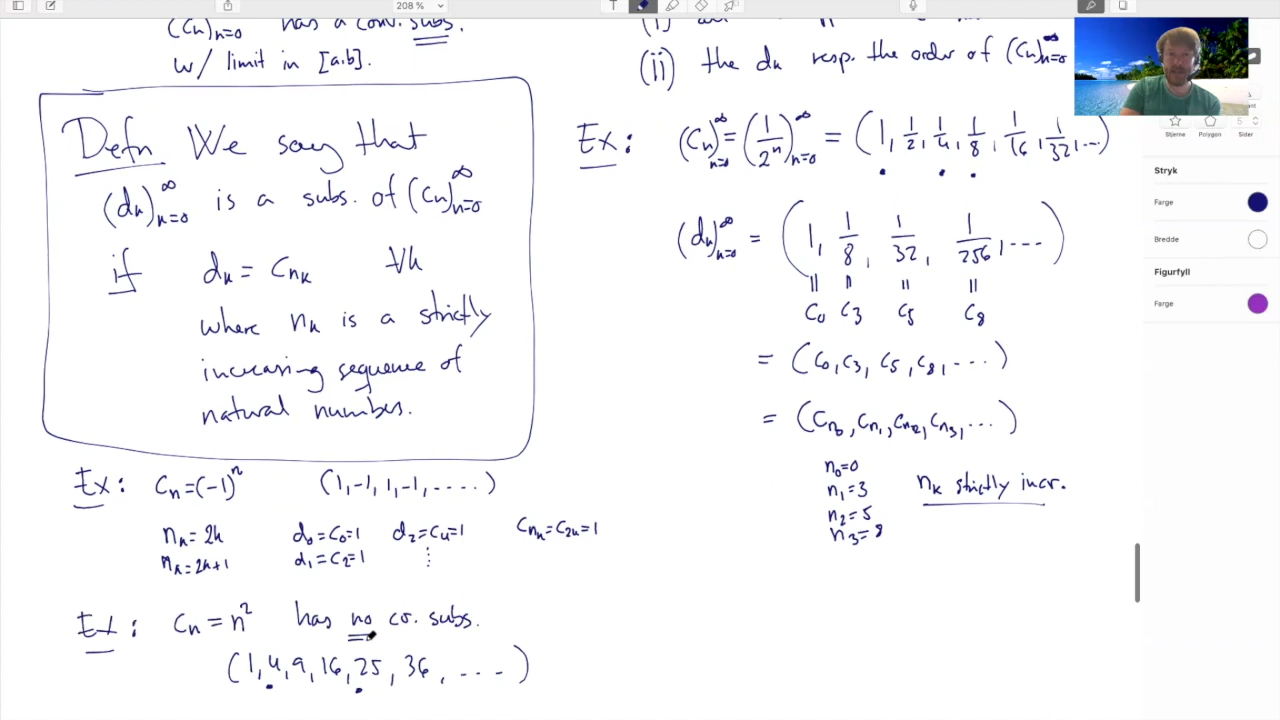 208 %
(Cn)n=0 has a conv. subs.
w/ limit in [a,b].
Defn We say that
(dk)∞k=0 is a subs. of (Cn)∞n=0
if dk = Cnk ∀k
where nk is a strictly
increasing sequence of
natural numbers.
Ex: Cn=(-1)^n (1,-1,1,-1,.....)
nk=2k d0=C0=1 d2=C4=1 Cnk=C2k=1
nk=2k+1 d1=C2=1 ⋮
Ex: Cn=n² has no cv. subs.
(1,4,9,16,25,36,....)
(ii) the dk resp. the order of (Cn)∞n=0
Ex: (Cn)∞n=0=(1/2^n)∞n=0 = (1, 1/2, 1/4, 1/8, 1/16, 1/32,...)
(dk)∞k=0 = (1, 1/8, 1/32, 1/256,....)
C0 C3 C5 C8
= (C0,C3,C5,C8,....)
= (Cn0,Cn1,Cn2,Cn3,...)
n0=0
n1=3 nk strictly incr.
n2=5
n3=8
Stjerne Polygon Sider
Stryk
Farge
Bredde
Figurfyll
Farge